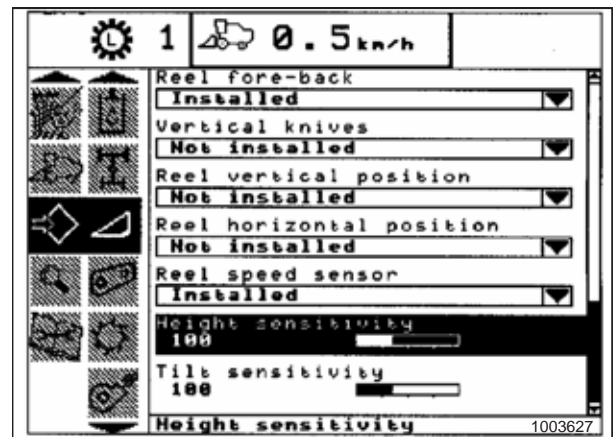 L 1 0.5km/h
Reel fore-back
Installed
Vertical knives
Not installed
Reel vertical position
Not installed
Reel horizontal position
Not installed
Reel speed sensor
Installed
Height sensitivity
100
Tilt sensitivity
100
Height sensitivity
1003627